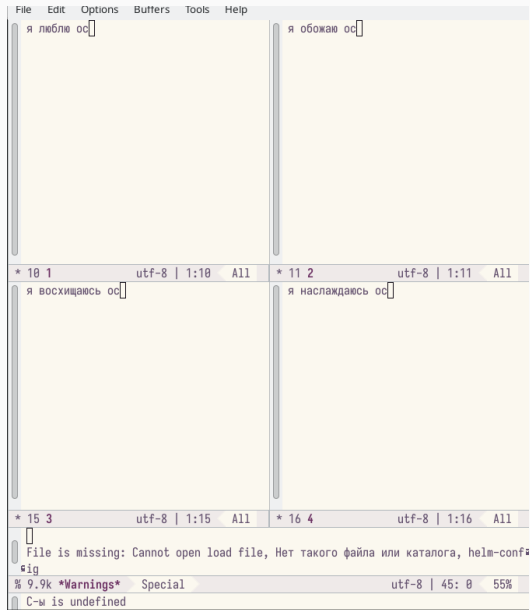 File Edit Options Buffers Tools Help
я люблю ос
я обожаю ос
* 10 1 utf-8 | 1:10 All
* 11 2 utf-8 | 1:11 All
я восхищаюсь ос
я наслаждаюсь ос
* 15 3 utf-8 | 1:15 All
* 16 4 utf-8 | 1:16 All
File is missing: Cannot open load file, Нет такого файла или каталога, helm-conf
ig
% 9.9k *Warnings* Special utf-8 | 45: 0 55%
C-ы is undefined